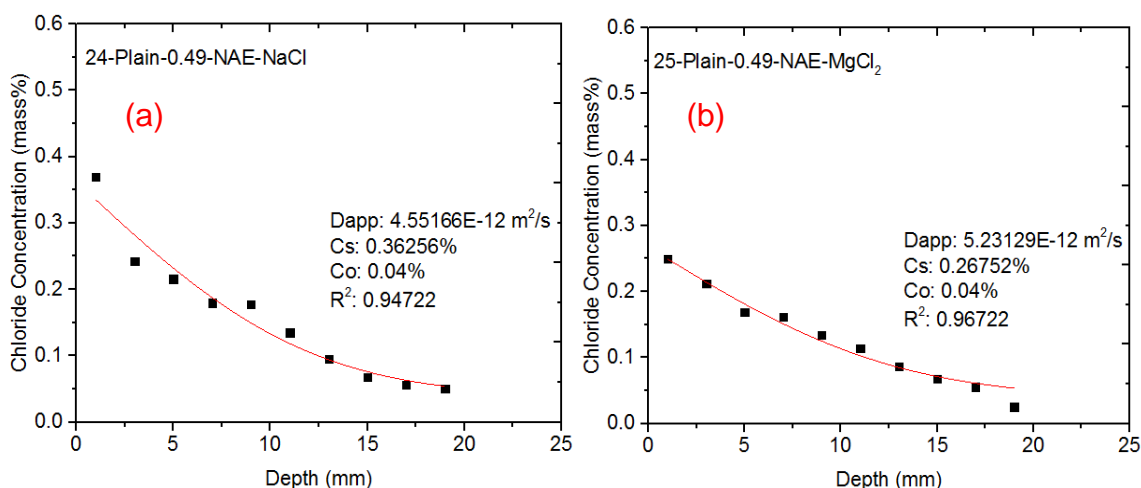 24-Plain-0.49-NAE-NaCl
(a)
Dapp: 4.55166E-12 m²/s
Cs: 0.36256%
Co: 0.04%
R²: 0.94722
Chloride Concentration (mass%)
0.6
0.5
0.4
0.3
0.2
0.1
0.0
0 5 10 15 20 25
Depth (mm)
25-Plain-0.49-NAE-MgCl₂
(b)
Dapp: 5.23129E-12 m²/s
Cs: 0.26752%
Co: 0.04%
R²: 0.96722
Chloride Concentration (mass%)
0.6
0.5
0.4
0.3
0.2
0.1
0.0
0 5 10 15 20 25
Depth (mm)